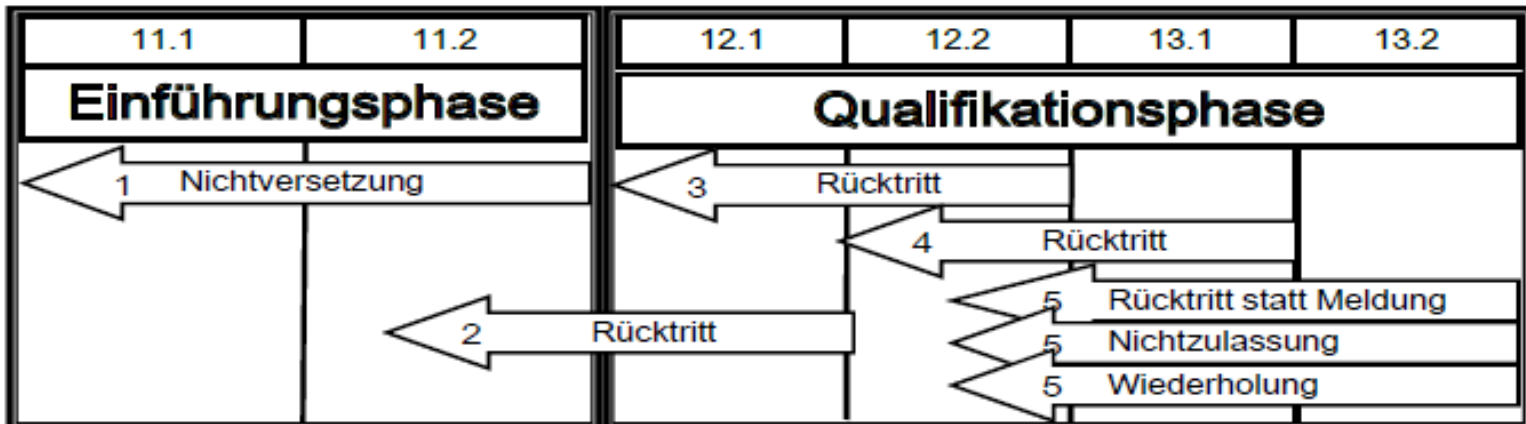 11.1 11.2 12.1 12.2 13.1 13.2
Einführungsphase Qualifikationsphase
1 Nichtversetzung 3 Rücktritt
4 Rücktritt
5 Rücktritt statt Meldung
2 Rücktritt 5 Nichtzulassung
5 Wiederholung